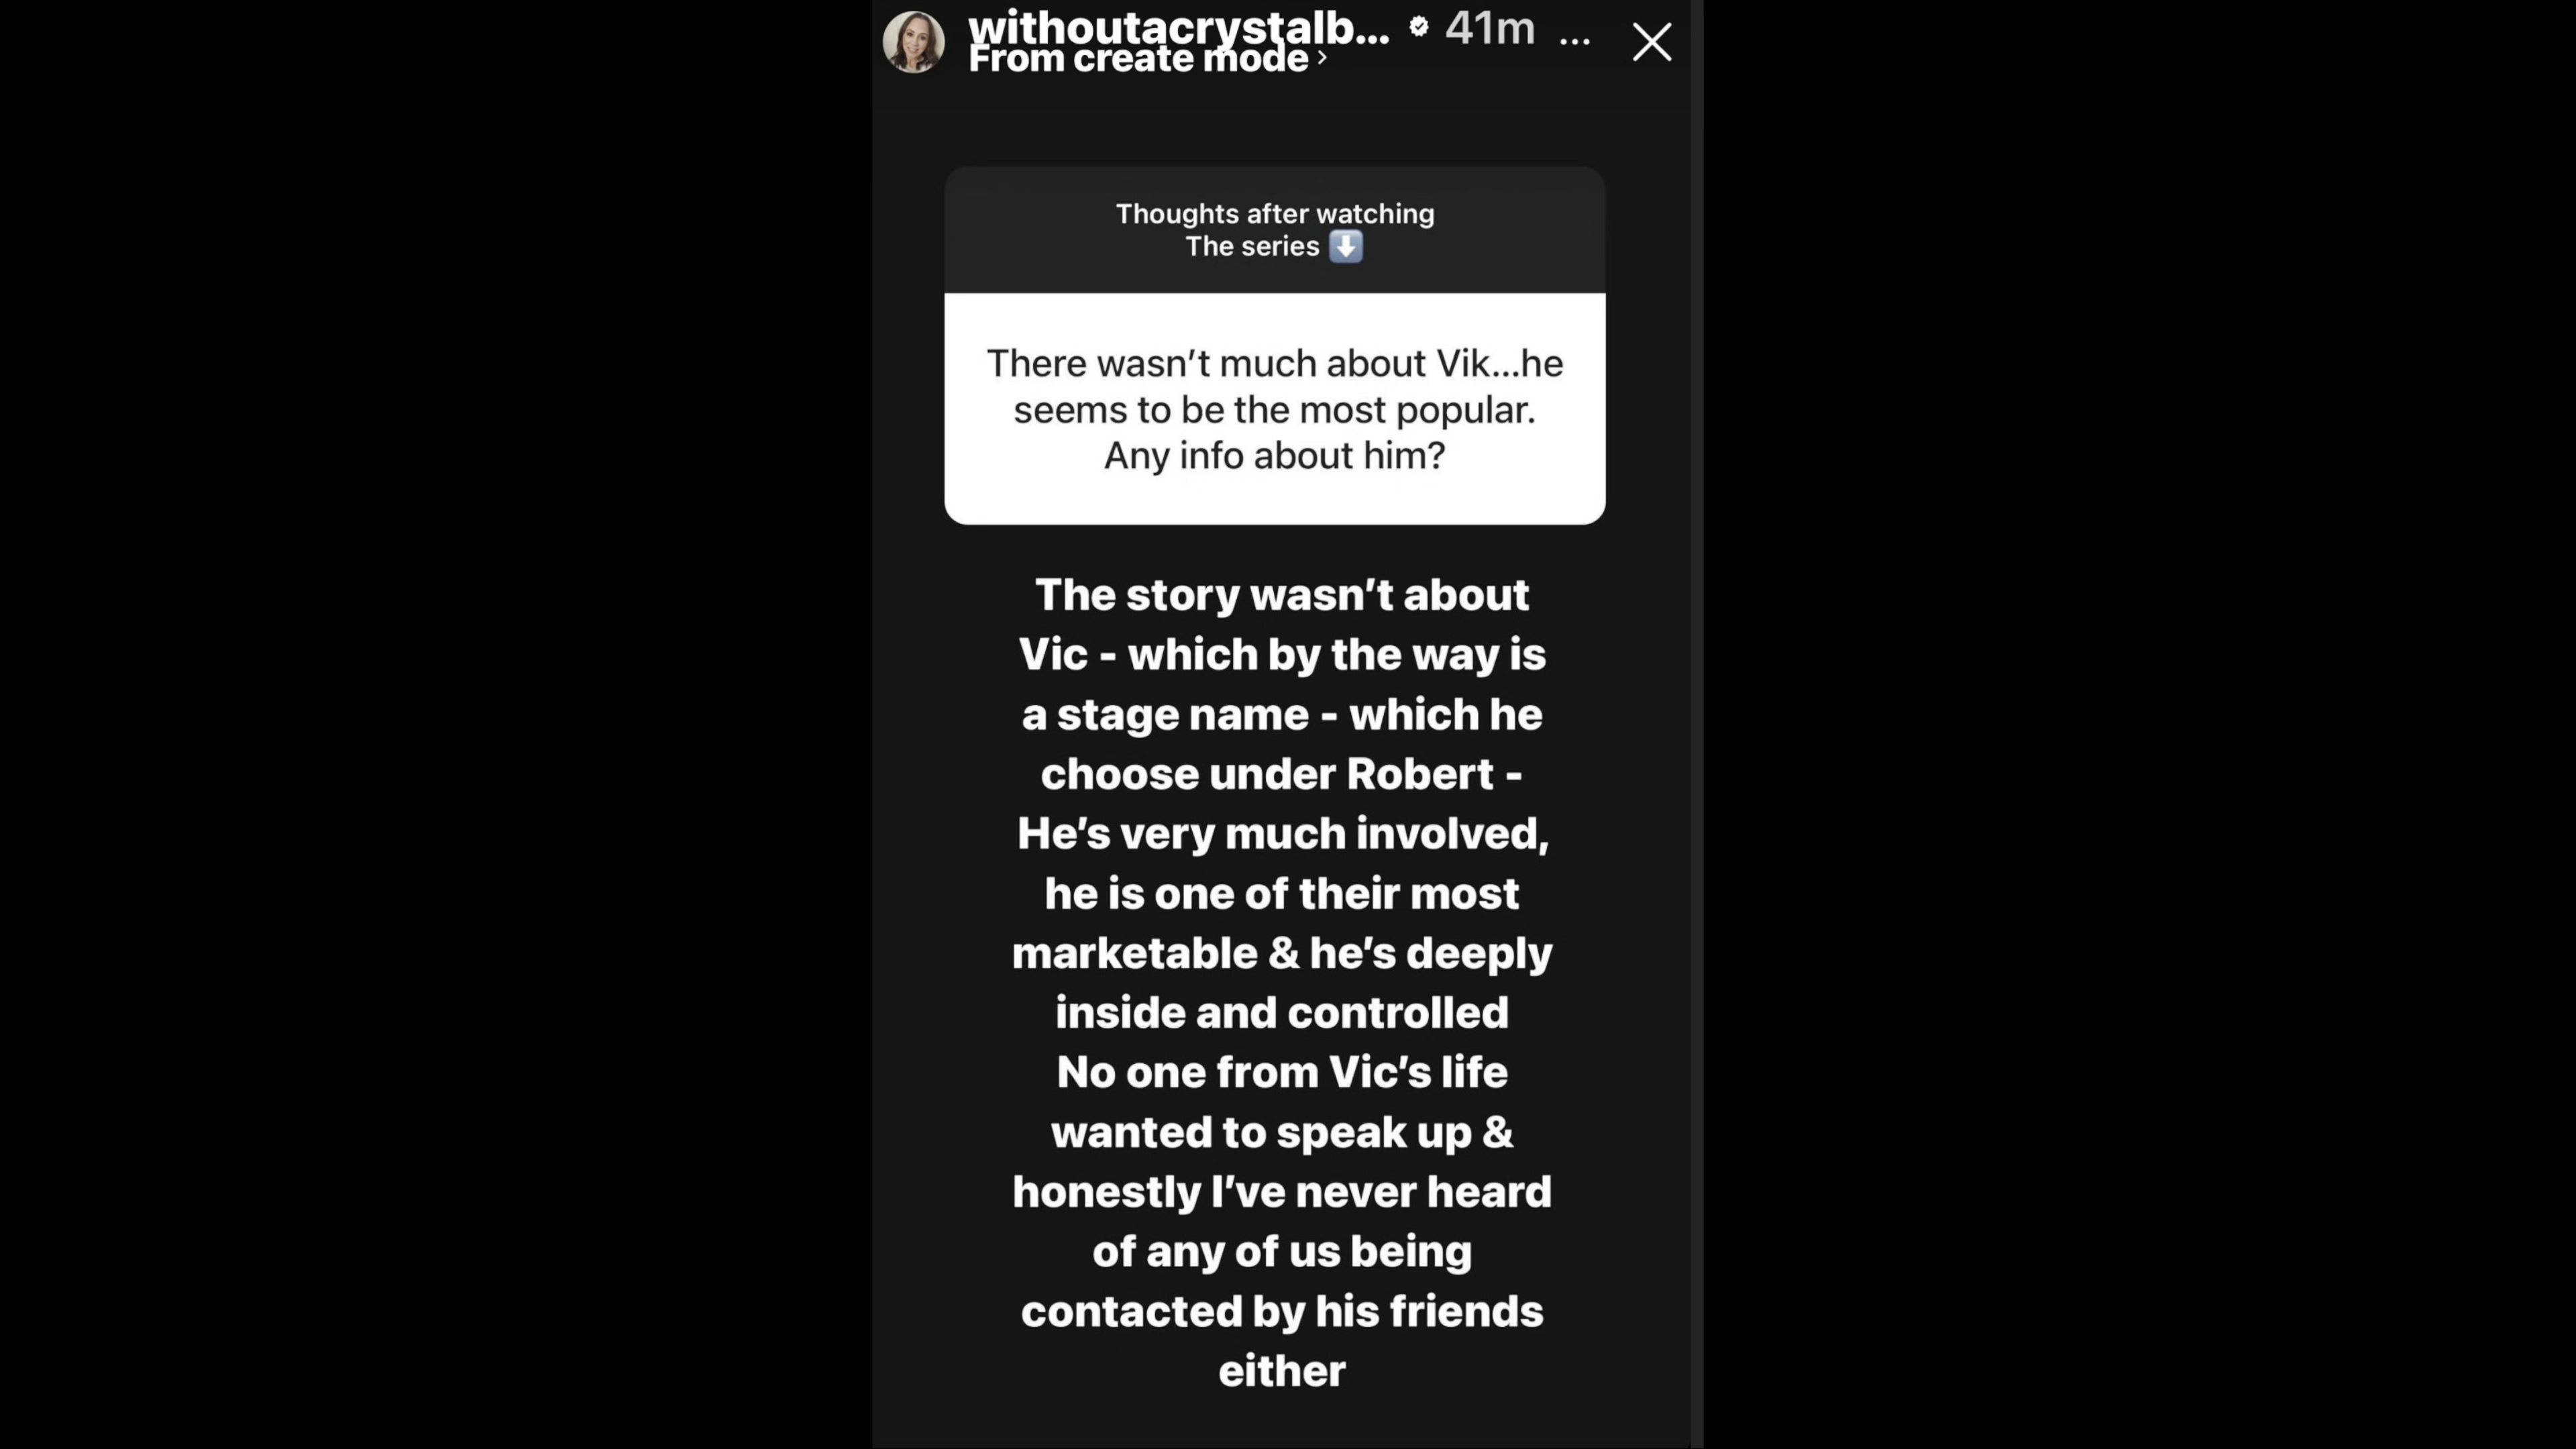 withoutacrystalb... 41m ...
From create mode ›
Thoughts after watching
The series ⬇️
There wasn't much about Vik...he
seems to be the most popular.
Any info about him?
The story wasn't about
Vic - which by the way is
a stage name - which he
choose under Robert -
He's very much involved,
he is one of their most
marketable & he's deeply
inside and controlled
No one from Vic's life
wanted to speak up &
honestly I've never heard
of any of us being
contacted by his friends
either